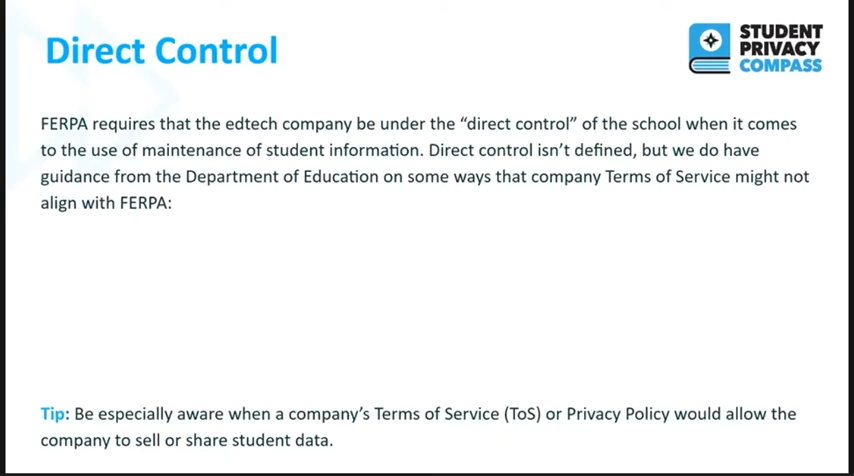 Direct Control
STUDENT
PRIVACY
COMPASS
FERPA requires that the edtech company be under the “direct control” of the school when it comes
to the use of maintenance of student information. Direct control isn’t defined, but we do have
guidance from the Department of Education on some ways that company Terms of Service might not
align with FERPA:
Tip: Be especially aware when a company’s Terms of Service (ToS) or Privacy Policy would allow the
company to sell or share student data.